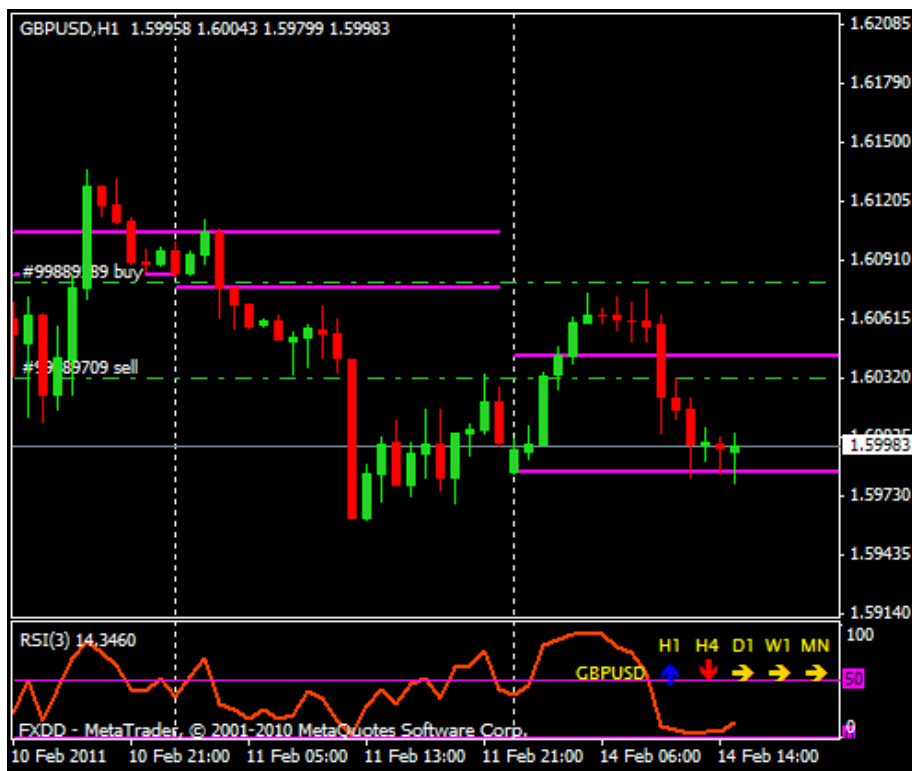 GBPUSD,H1 1.59958 1.60043 1.59799 1.59983
1.62085
1.61790
1.61500
1.61205
1.60910
buy
1.60615
sell
1.60320
1.59983
1.59730
1.59435
1.59140
RSI(3) 14.3460
100
H1 H4 D1 W1 MN
GBPUSD
50
0
FXDD - MetaTrader, © 2001-2010 MetaQuotes Software Corp.
10 Feb 2011 10 Feb 21:00 11 Feb 05:00 11 Feb 13:00 11 Feb 21:00 14 Feb 06:00 14 Feb 14:00